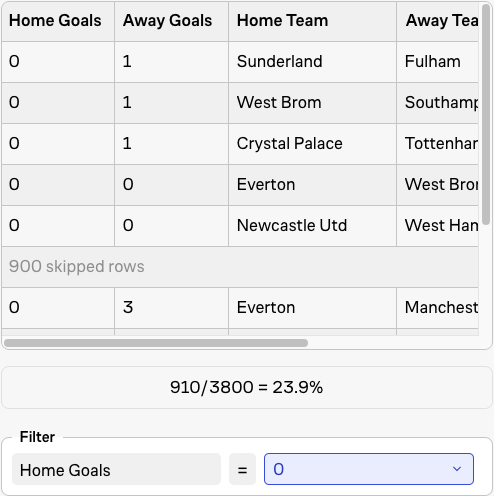 Home Goals Away Goals Home Team Away Tea
0 1 Sunderland Fulham
0 1 West Brom Southamp
0 1 Crystal Palace Tottenhar
0 0 Everton West Bror
0 0 Newcastle Utd West Ham
900 skipped rows
0 3 Everton Manchest
910/3800 = 23.9%
Filter
Home Goals = 0